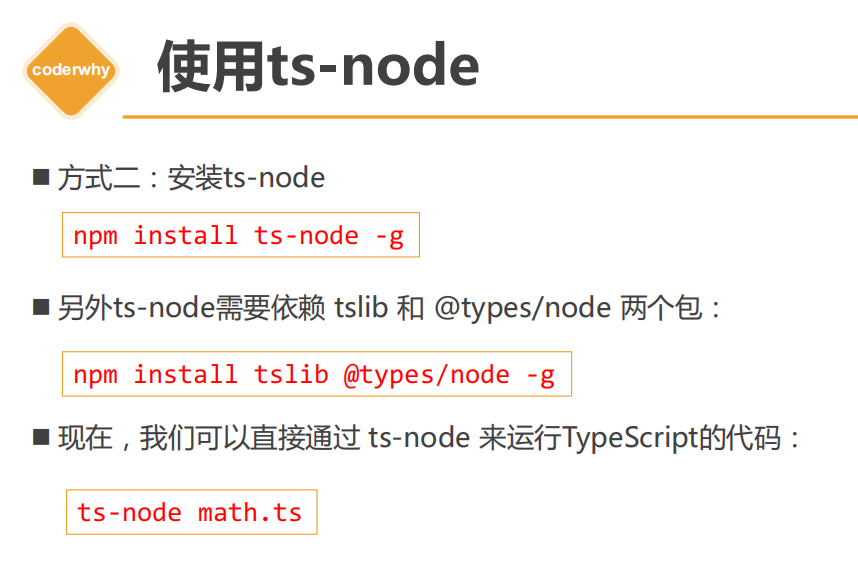 coderwhy
使用ts-node
方式二：安装ts-node
npm install ts-node -g
另外ts-node需要依赖 tslib 和 @types/node 两个包：
npm install tslib @types/node -g
现在，我们可以直接通过 ts-node 来运行TypeScript的代码：
ts-node math.ts